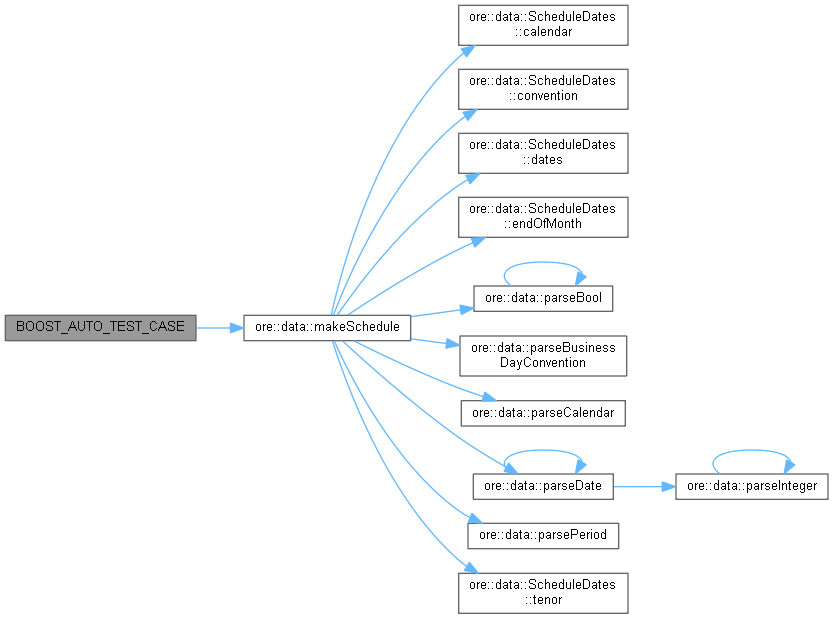 ore::data::ScheduleDates
::calendar
ore::data::ScheduleDates
::convention
ore::data::ScheduleDates
::dates
ore::data::ScheduleDates
::endOfMonth
ore::data::parseBool
BOOST_AUTO_TEST_CASE
ore::data::makeSchedule
ore::data::parseBusiness
DayConvention
ore::data::parseCalendar
ore::data::parseDate
ore::data::parseInteger
ore::data::parsePeriod
ore::data::ScheduleDates
::tenor